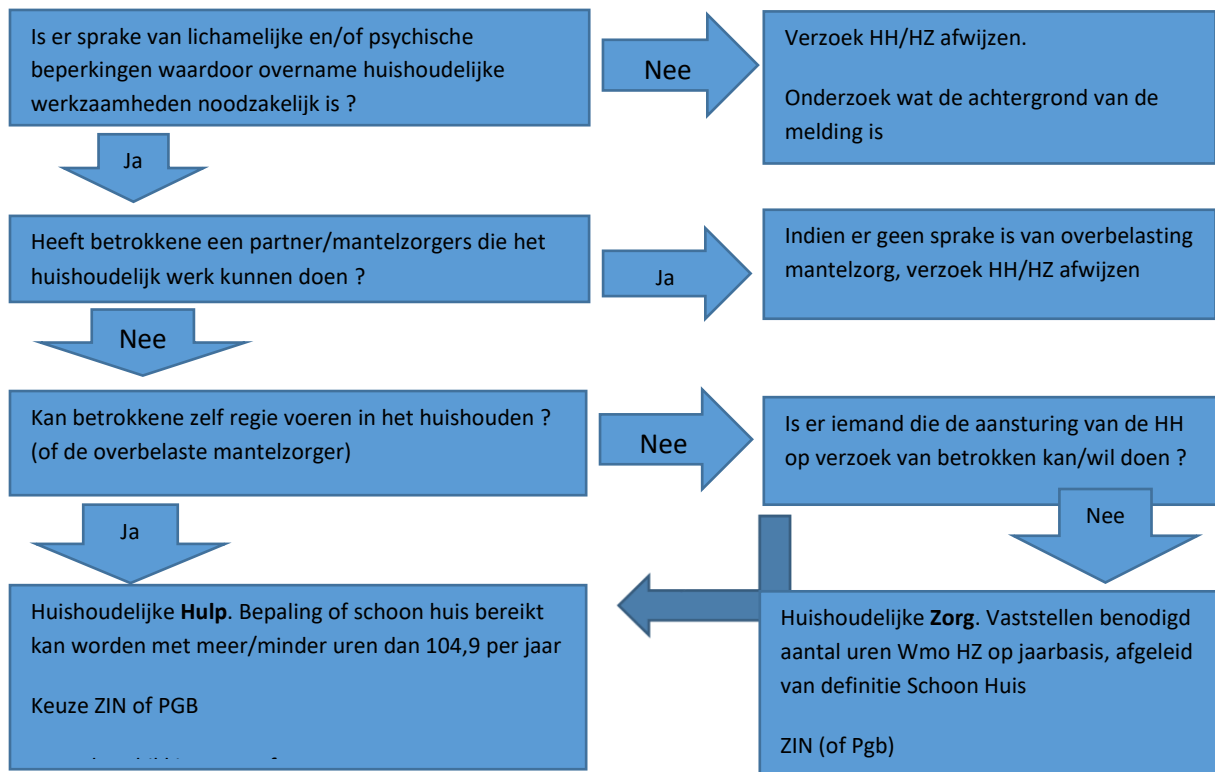 Is er sprake van lichamelijke en/of psychische
beperkingen waardoor overname huishoudelijke
werkzaamheden noodzakelijk is ?
Nee
Verzoek HH/HZ afwijzen.
Onderzoek wat de achtergrond van de
melding is
Ja
Heeft betrokkene een partner/mantelzorgers die het
huishoudelijk werk kunnen doen ?
Ja
Indien er geen sprake is van overbelasting
mantelzorg, verzoek HH/HZ afwijzen
Nee
Kan betrokkene zelf regie voeren in het huishouden ?
(of de overbelaste mantelzorger)
Nee
Is er iemand die de aansturing van de HH
op verzoek van betrokken kan/wil doen ?
Ja
Nee
Huishoudelijke Hulp. Bepaling of schoon huis bereikt
kan worden met meer/minder uren dan 104,9 per jaar
Keuze ZIN of PGB
Huishoudelijke Zorg. Vaststellen benodigd
aantal uren Wmo HZ op jaarbasis, afgeleid
van definitie Schoon Huis
ZIN (of Pgb)